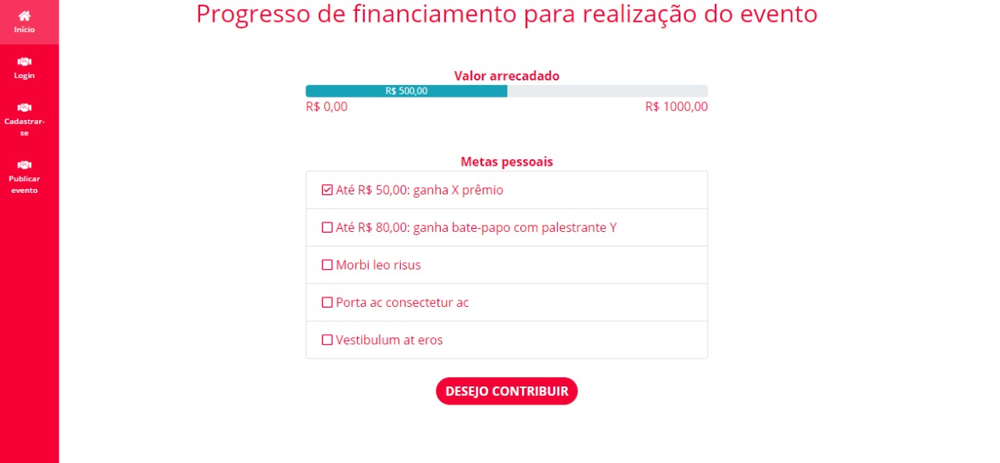 Início
Login
Cadastrar-
se
Publicar
evento
Progresso de financiamento para realização do evento
Valor arrecadado
R$ 500,00
R$ 0,00 R$ 1000,00
Metas pessoais
Até R$ 50,00: ganha X prêmio
Até R$ 80,00: ganha bate-papo com palestrante Y
Morbi leo risus
Porta ac consectetur ac
Vestibulum at eros
DESEJO CONTRIBUIR